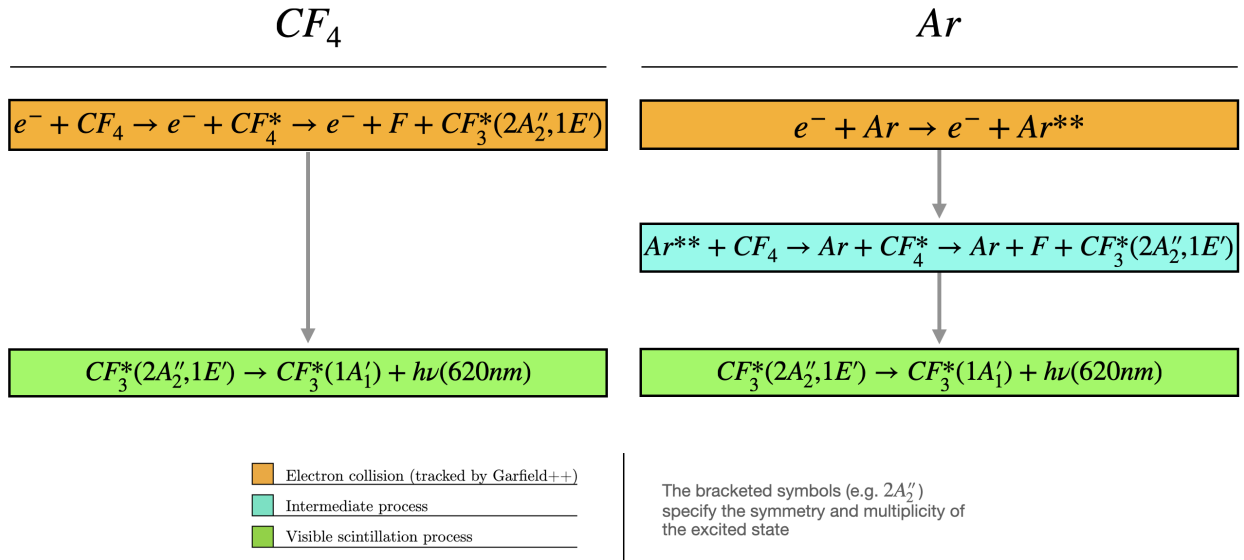 CF₄
Ar
e⁻ + CF₄ → e⁻ + CF₄* → e⁻ + F + CF₃*(2A₂″,1E′)
e⁻ + Ar → e⁻ + Ar**
Ar** + CF₄ → Ar + CF₄* → Ar + F + CF₃*(2A₂″,1E′)
CF₃*(2A₂″,1E′) → CF₃*(1A₁′) + hν(620nm)
CF₃*(2A₂″,1E′) → CF₃*(1A₁′) + hν(620nm)
Electron collision (tracked by Garfield++)
Intermediate process
Visible scintillation process
The bracketed symbols (e.g. 2A₂″)
specify the symmetry and multiplicity of
the excited state